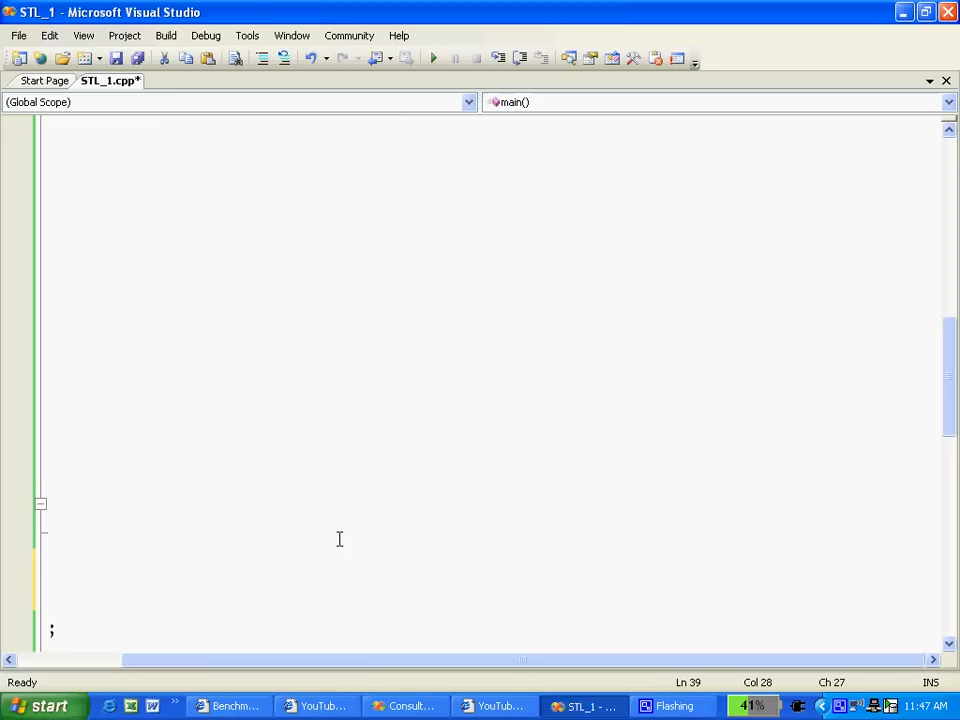 STL_1 - Microsoft Visual Studio
File Edit View Project Build Debug Tools Window Community Help
Start Page STL_1.cpp*
(Global Scope) main()
;
Ready Ln 39 Col 28 Ch 27 INS
start Benchm... YouTub... Consult... YouTub... STL_1 - ... Flashing 41% 11:47 AM